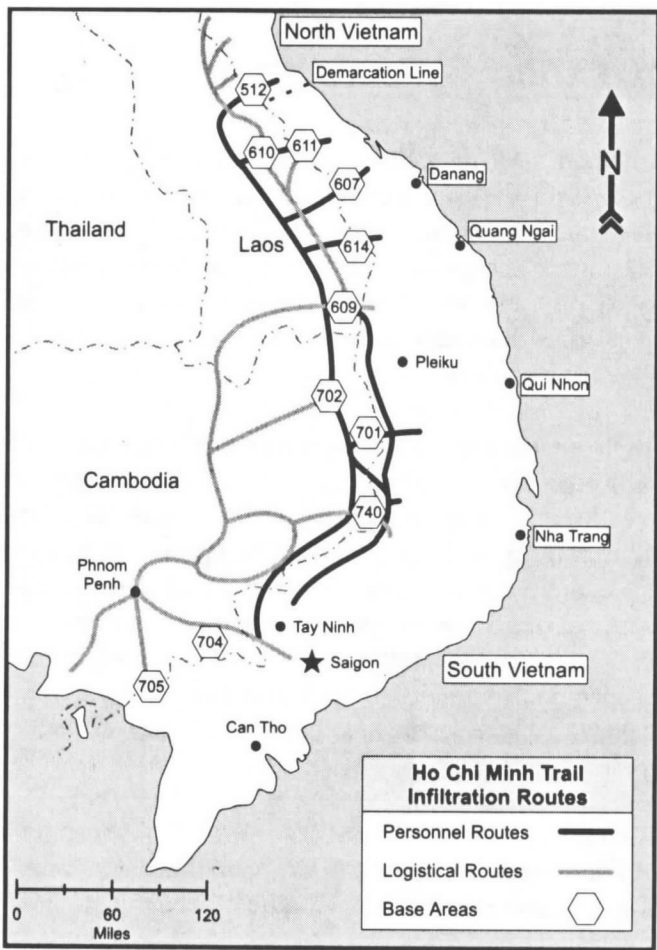 North Vietnam
Demarcation Line
512
611
610
607
Danang
N
Thailand
Laos
Quang Ngai
614
609
Pleiku
Qui Nhon
702
701
Cambodia
740
Nha Trang
Phnom
Penh
Tay Ninh
704
Saigon
South Vietnam
705
Can Tho
Ho Chi Minh Trail
Infiltration Routes
Personnel Routes
Logistical Routes
Base Areas
0 60 120
Miles